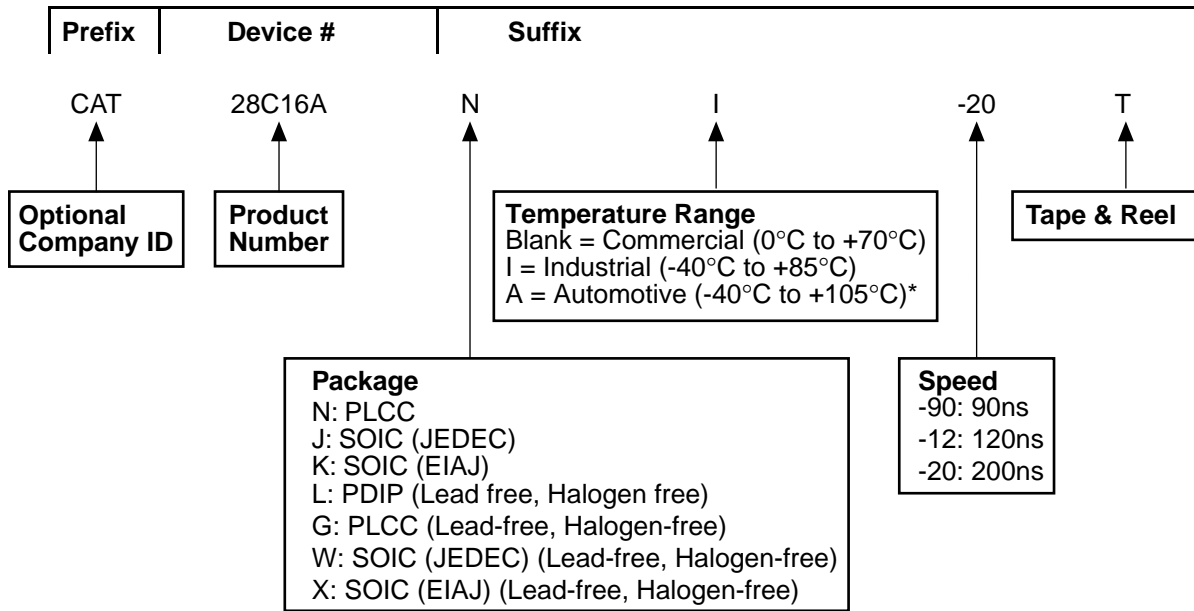 Prefix Device # Suffix
CAT 28C16A N I -20 T
Optional
Company ID
Product
Number
Temperature Range
Blank = Commercial (0°C to +70°C)
I = Industrial (-40°C to +85°C)
A = Automotive (-40°C to +105°C)*
Tape & Reel
Package
N: PLCC
J: SOIC (JEDEC)
K: SOIC (EIAJ)
L: PDIP (Lead free, Halogen free)
G: PLCC (Lead-free, Halogen-free)
W: SOIC (JEDEC) (Lead-free, Halogen-free)
X: SOIC (EIAJ) (Lead-free, Halogen-free)
Speed
-90: 90ns
-12: 120ns
-20: 200ns